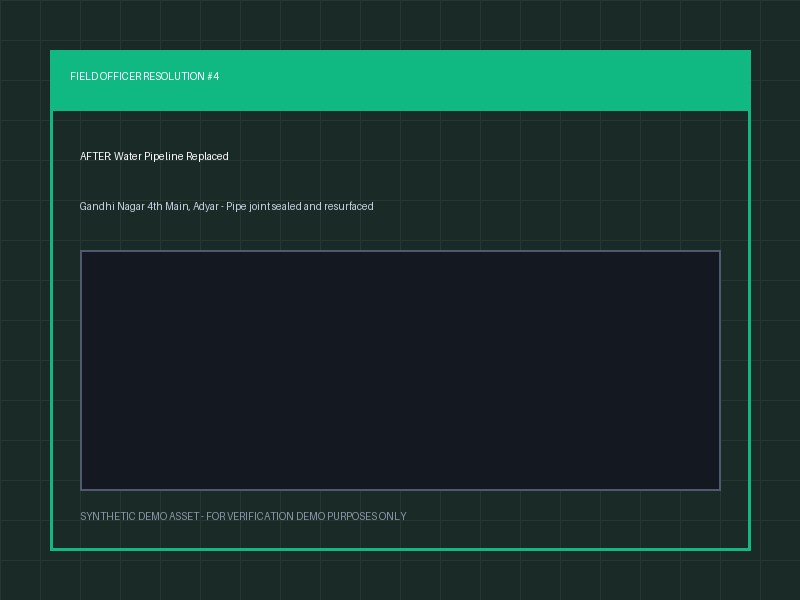 FIELD OFFICER RESOLUTION #4
AFTER: Water Pipeline Replaced
Gandhi Nagar 4th Main, Adyar - Pipe joint sealed and resurfaced
SYNTHETIC DEMO ASSET - FOR VERIFICATION DEMO PURPOSES ONLY